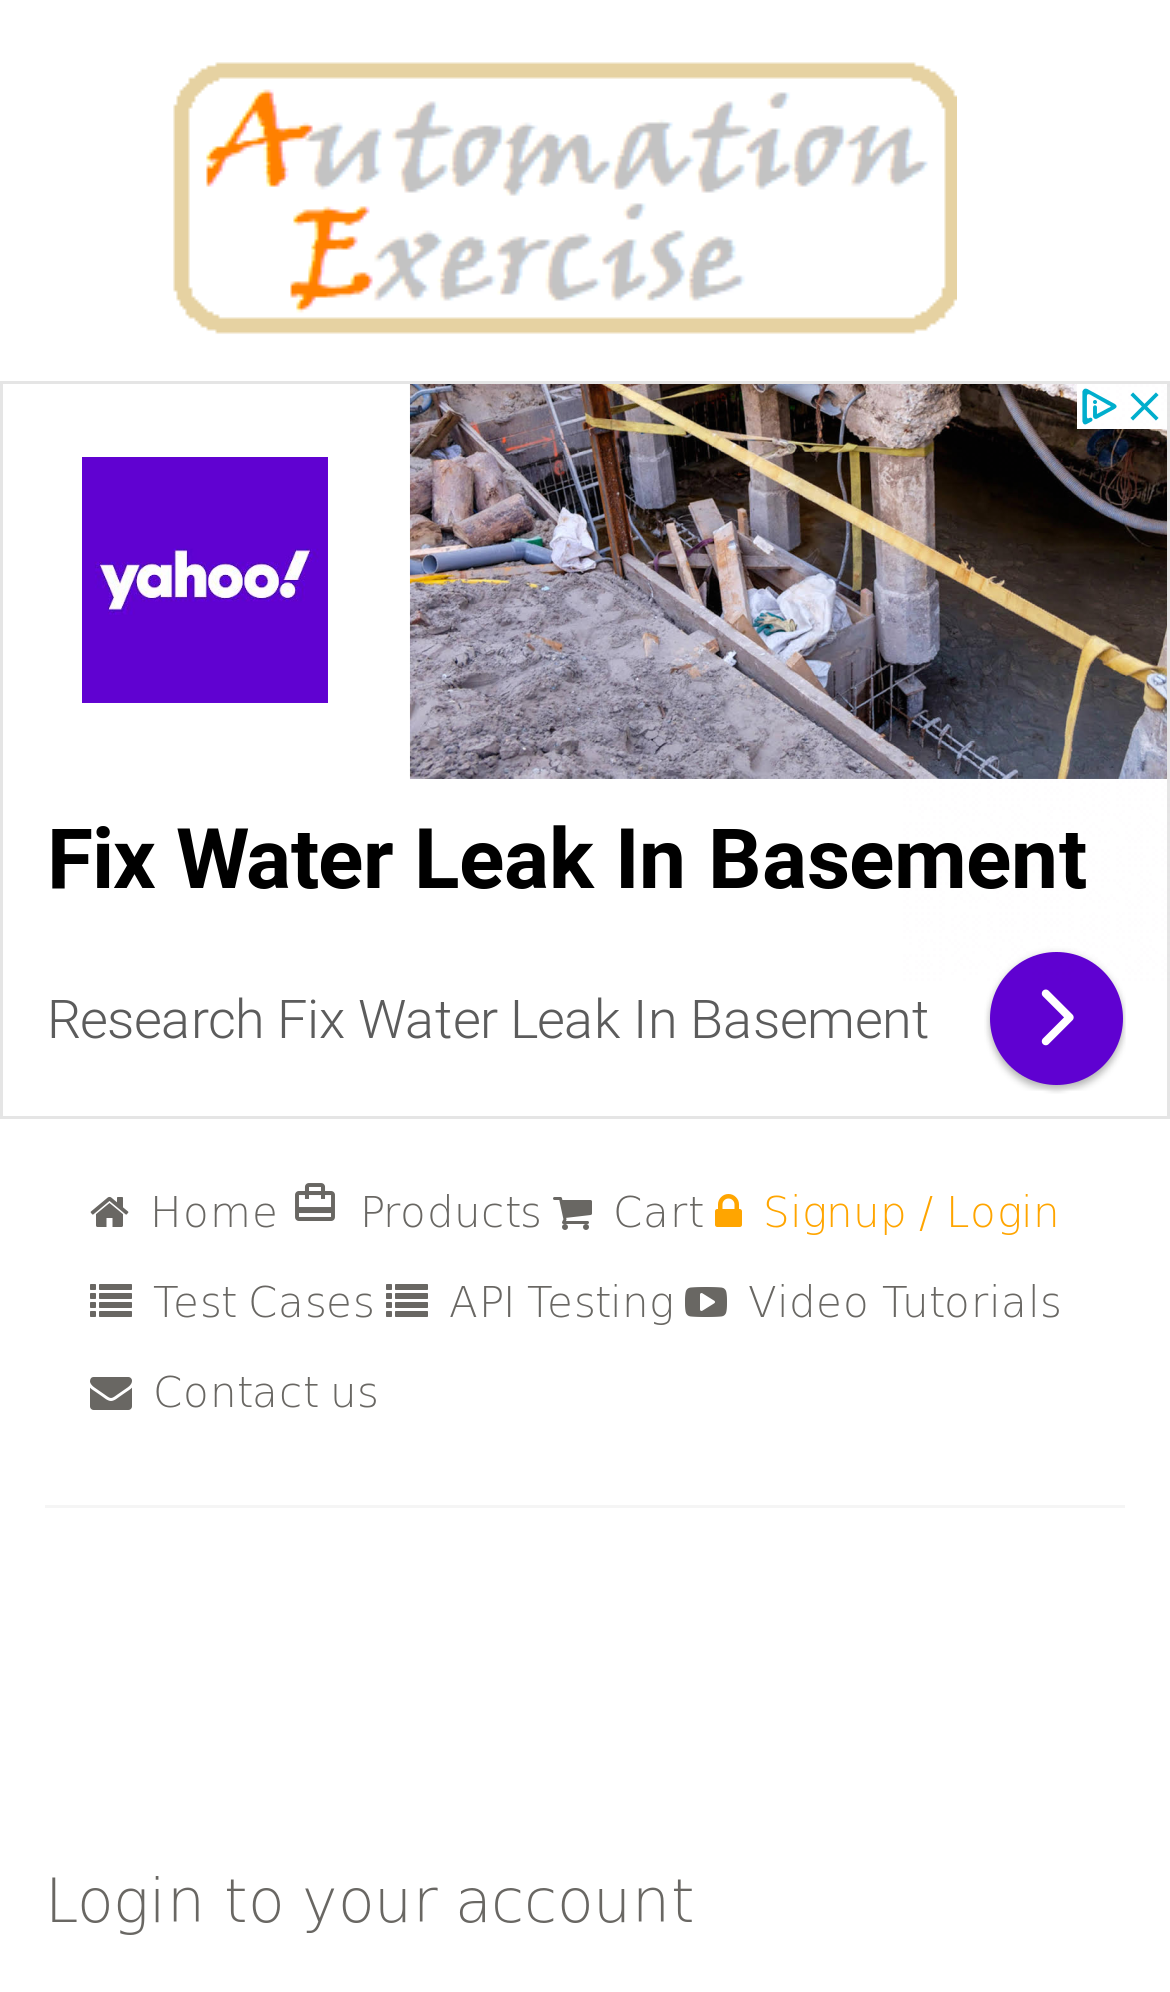 Automation
Exercise
yahoo!
Fix Water Leak In Basement
Research Fix Water Leak In Basement
Home Products Cart Signup / Login
Test Cases API Testing Video Tutorials
Contact us
Login to your account